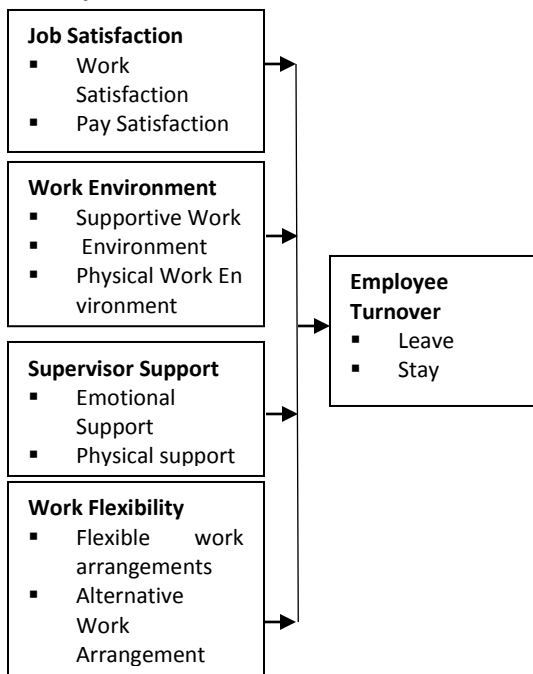 Job Satisfaction
▪ Work
Satisfaction
▪ Pay Satisfaction
Work Environment
▪ Supportive Work
▪ Environment
▪ Physical Work En
vironment
Supervisor Support
▪ Emotional
Support
▪ Physical support
Work Flexibility
▪ Flexible work
arrangements
▪ Alternative
Work
Arrangement
Employee
Turnover
▪ Leave
▪ Stay